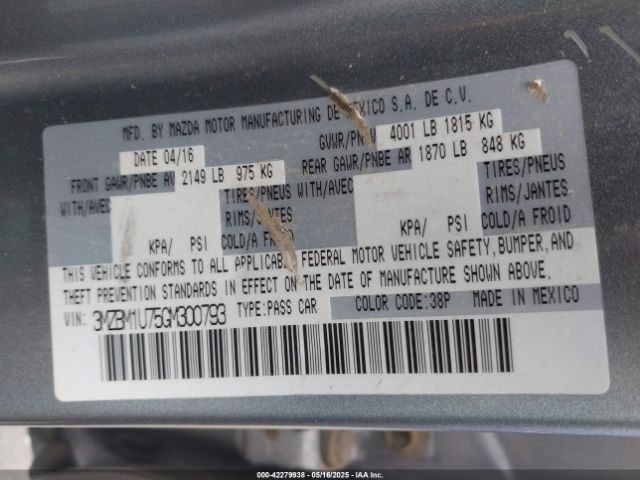 MFD. BY MAZDA MOTOR MANUFACTURING DE MEXICO S.A. DE C.V.
DATE 04/16 GVWR/PNBV 4001 LB 1815 KG
FRONT GAWR/PNBE AV 2149 LB 975 KG REAR GAWR/PNBE AR 1870 LB 848 KG
WITH/AVEC TIRES/PNEUS WITH/AVEC TIRES/PNEUS
RIMS/JANTES RIMS/JANTES
KPA/ PSI COLD/A FROID KPA/ PSI COLD/A FROID
THIS VEHICLE CONFORMS TO ALL APPLICABLE FEDERAL MOTOR VEHICLE SAFETY, BUMPER, AND
THEFT PREVENTION STANDARDS IN EFFECT ON THE DATE OF MANUFACTURE SHOWN ABOVE.
VIN: 3MZBM1U75GM300793 TYPE:PASS CAR COLOR CODE:38P MADE IN MEXICO
000-42279938 - 05/16/2025 - IAA Inc.